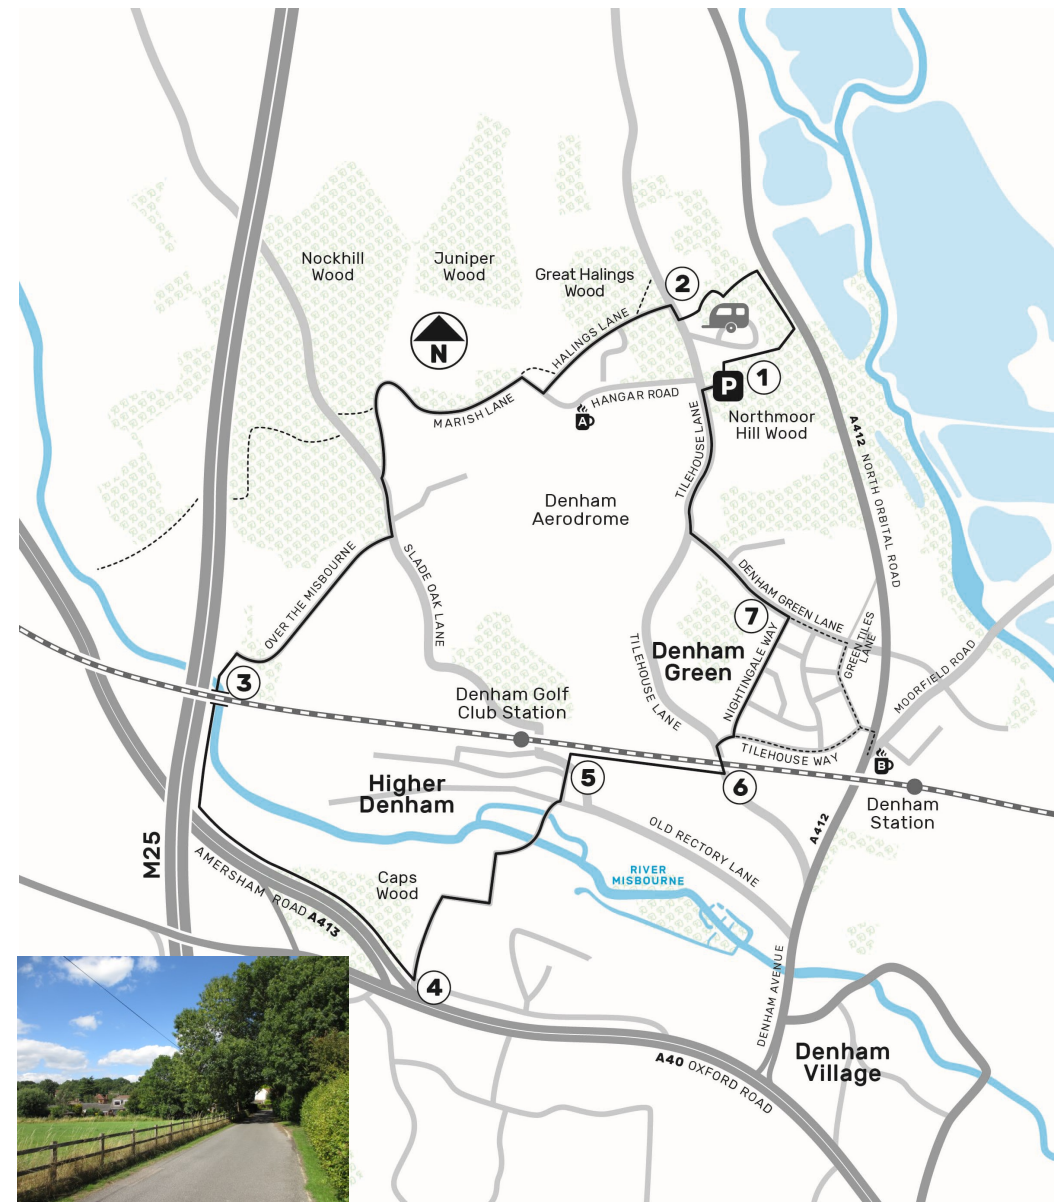 Nockhill
Wood
Juniper
Wood
Great Halings
Wood
2
N
HALINGS LANE
P
1
MARISH LANE
HANGAR ROAD
A
Northmoor
Hill Wood
TILEHOUSE LANE
A412 NORTH ORBITAL ROAD
Denham
Aerodrome
OVER THE MISBOURNE
SLADE OAK LANE
DENHAM GREEN LANE
7
GREEN TILES
LANE
TILEHOUSE LANE
Denham
Green
NIGHTINGALE WAY
MOORFIELD ROAD
3
Denham Golf
Club Station
TILEHOUSE WAY
B
5
6
Higher
Denham
Denham
Station
A412
OLD RECTORY LANE
M25
AMERSHAM ROAD A413
Caps
Wood
RIVER
MISBOURNE
4
DENHAM AVENUE
A40 OXFORD ROAD
Denham
Village